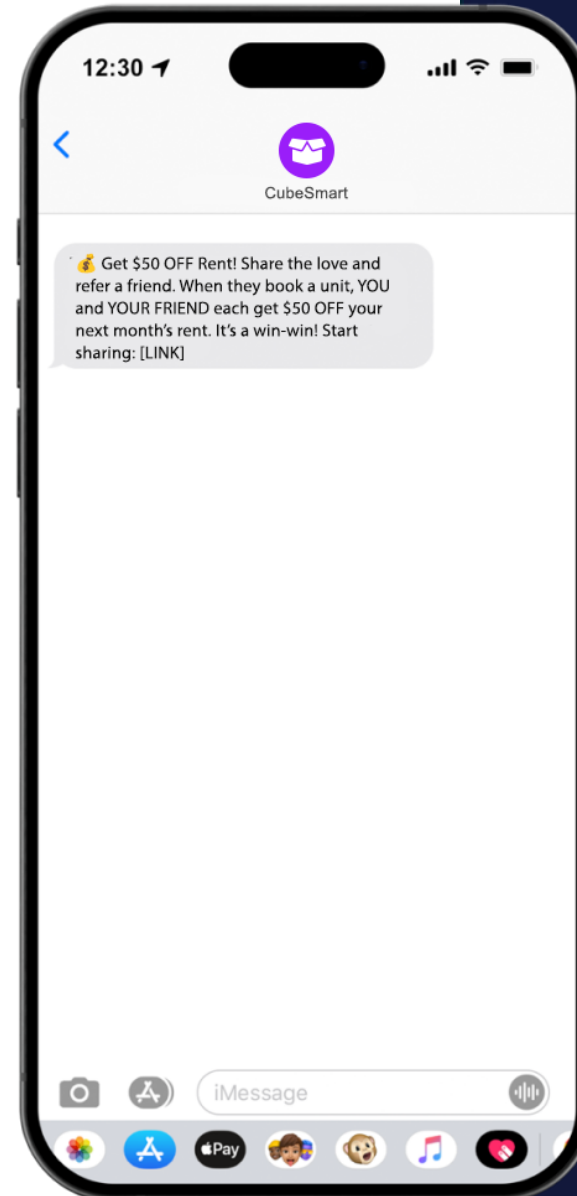 12:30
CubeSmart
💰 Get $50 OFF Rent! Share the love and
refer a friend. When they book a unit, YOU
and YOUR FRIEND each get $50 OFF your
next month's rent. It's a win-win! Start
sharing: [LINK]
iMessage
Pay